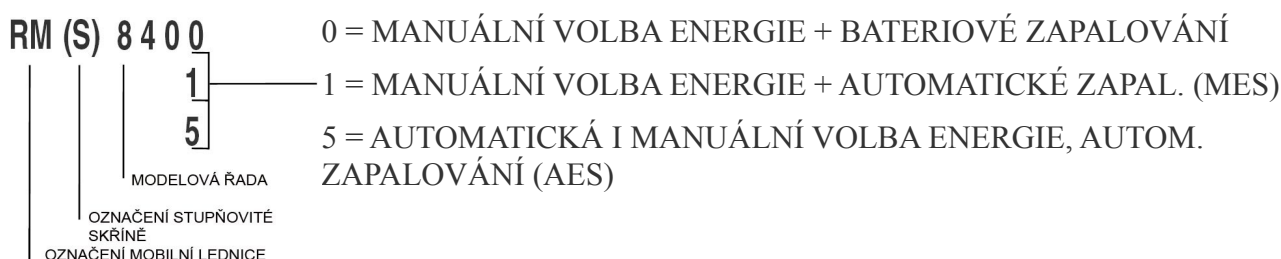 RM (S) 8 4 0 0
1
5
0 = MANUÁLNÍ VOLBA ENERGIE + BATERIOVÉ ZAPALOVÁNÍ
1 = MANUÁLNÍ VOLBA ENERGIE + AUTOMATICKÉ ZAPAL. (MES)
5 = AUTOMATICKÁ I MANUÁLNÍ VOLBA ENERGIE, AUTOM.
ZAPALOVÁNÍ (AES)
MODELOVÁ ŘADA
OZNAČENÍ STUPŇOVITÉ
SKŘÍNĚ
OZNAČENÍ MOBILNÍ LEDNICE